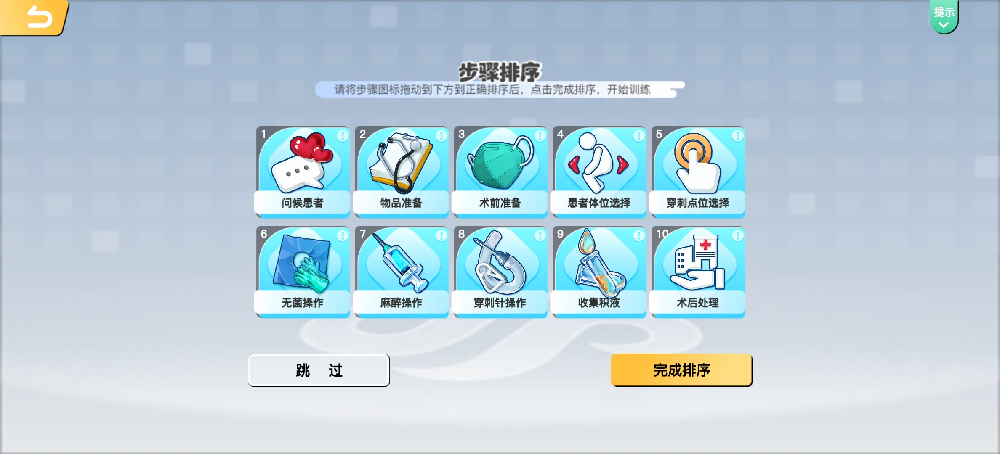 提示
步骤排序
请将步骤图标拖动到下方到正确排序后，点击完成排序，开始训练
1
2
3
4
5
问候患者
物品准备
术前准备
患者体位选择
穿刺点位选择
6
7
8
9
10
无菌操作
麻醉操作
穿刺针操作
收集积液
术后处理
跳 过
完成排序